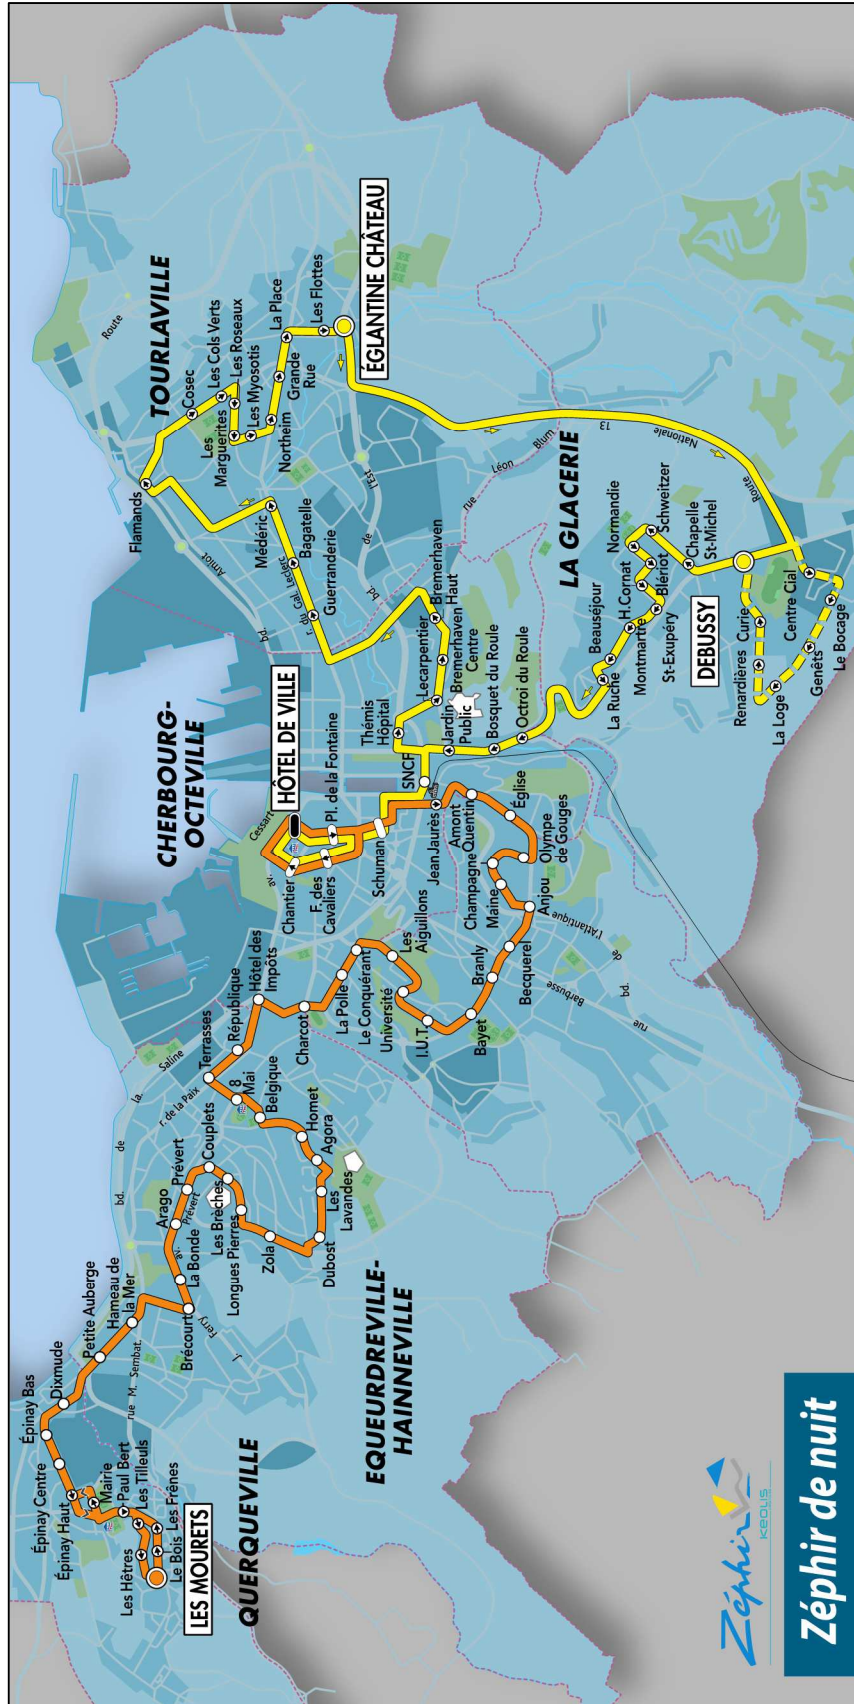 Épinay Bas
Épinay Centre
Épinay Haut
Dixmude
Petite Auberge
Hameau de
la Mer
Mairie
Paul Bert
Les Tilleuls
Les Hêtres
Le Bois
Les Frênes
LES MOURETS
QUERQUEVILLE
rue M. Sembat.
Brécourt
J.
Ferry
La Bonde
av.
Prévert
Arago
Prévert
Couplets
Les Brèches
Longues Pierres
Zola
Dubost
Les
Lavandes
Agora
Homet
Belgique
8
Mai
Terrasses
République
r. de la Paix
bd.
de
la.
Saline
EQUEURDREVILLE-
HAINNEVILLE
Hôtel des
Impôts
Charcot
La Polle
Le Conquérant
Les
Aiguillons
Université
I.U.T.
Bayet
Branly
Becquerel
Anjou
Maine
Champagne
Olympe
de Gouges
Église
Amont
Quentin
Jean Jaurès
rue
Barbusse
bd.
de
l'Atlantique
CHERBOURG-
OCTEVILLE
HÔTEL DE VILLE
av.
Cessart
Chantier
F. des
Cavaliers
Pl. de la Fontaine
Schuman
SNCF
Thémis
Hôpital
Lecarpentier
Bremerhaven
Centre
Bremerhaven
Haut
Jardin
Public
Bosquet du Roule
Octroi du Roule
Guerranderie
Bagatelle
Médéric
r. du Gal. Leclerc
bd.
Amiot
bd.
de
l'Est
Flamands
TOURLAVILLE
Route
Cosec
Les Cols Verts
Les Roseaux
Les
Marguerites
Les Myosotis
Northeim
Grande
Rue
La Place
Les Flottes
ÉGLANTINE CHÂTEAU
rue
Léon
Blum
LA GLACERIE
Route
Nationale
13
La Ruche
Beauséjour
Montmartre
H.Cornat
St-Exupéry
Blériot
Normandie
Schweitzer
Chapelle
St-Michel
DEBUSSY
Curie
Renardières
La Loge
Genêts
Le Bocage
Centre Cial
Zéphir
KEOLIS
Zéphir de nuit